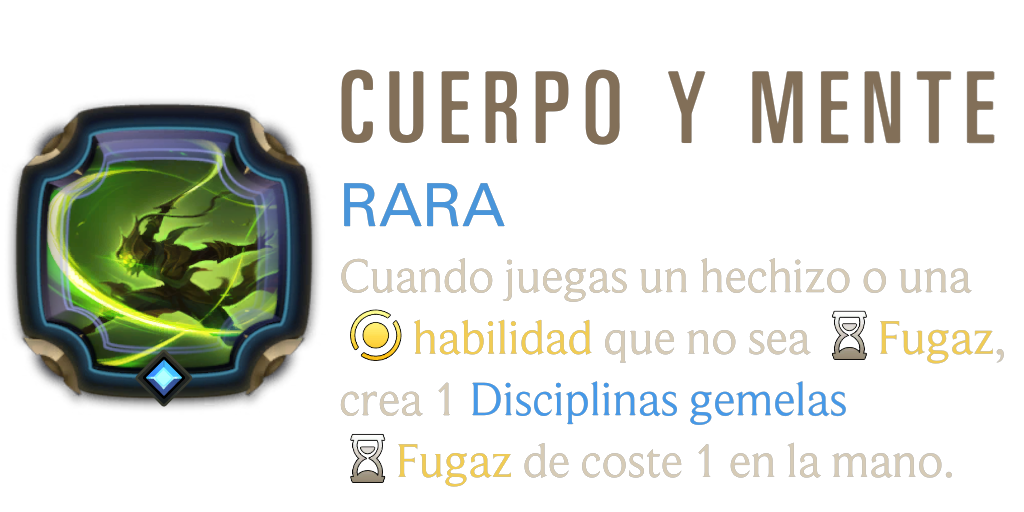 CUERPO Y MENTE
RARA
Cuando juegas un hechizo o una
habilidad que no sea Fugaz,
crea 1 Disciplinas gemelas
Fugaz de coste 1 en la mano.